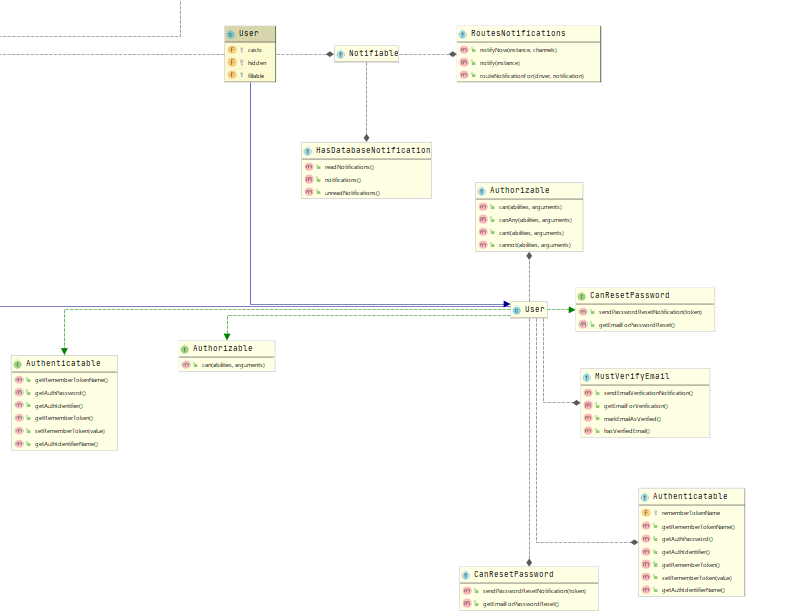 User
casts
hidden
fillable
Notifiable
RoutesNotifications
notifyNow(instance, channels)
notify(instance)
routeNotificationFor(driver, notification)
HasDatabaseNotification
readNotifications()
notifications()
unreadNotifications()
Authorizable
can(abilities, arguments)
canAny(abilities, arguments)
cant(abilities, arguments)
cannot(abilities, arguments)
User
CanResetPassword
sendPasswordResetNotification(token)
getEmailForPasswordReset()
Authenticatable
getRememberTokenName()
getAuthPassword()
getAuthIdentifier()
getRememberToken()
setRememberToken(value)
getAuthIdentifierName()
Authorizable
can(abilities, arguments)
MustVerifyEmail
sendEmailVerificationNotification()
getEmailForVerification()
markEmailAsVerified()
hasVerifiedEmail()
Authenticatable
rememberTokenName
getRememberTokenName()
getAuthPassword()
getAuthIdentifier()
getRememberToken()
setRememberToken(value)
getAuthIdentifierName()
CanResetPassword
sendPasswordResetNotification(token)
getEmailForPasswordReset()